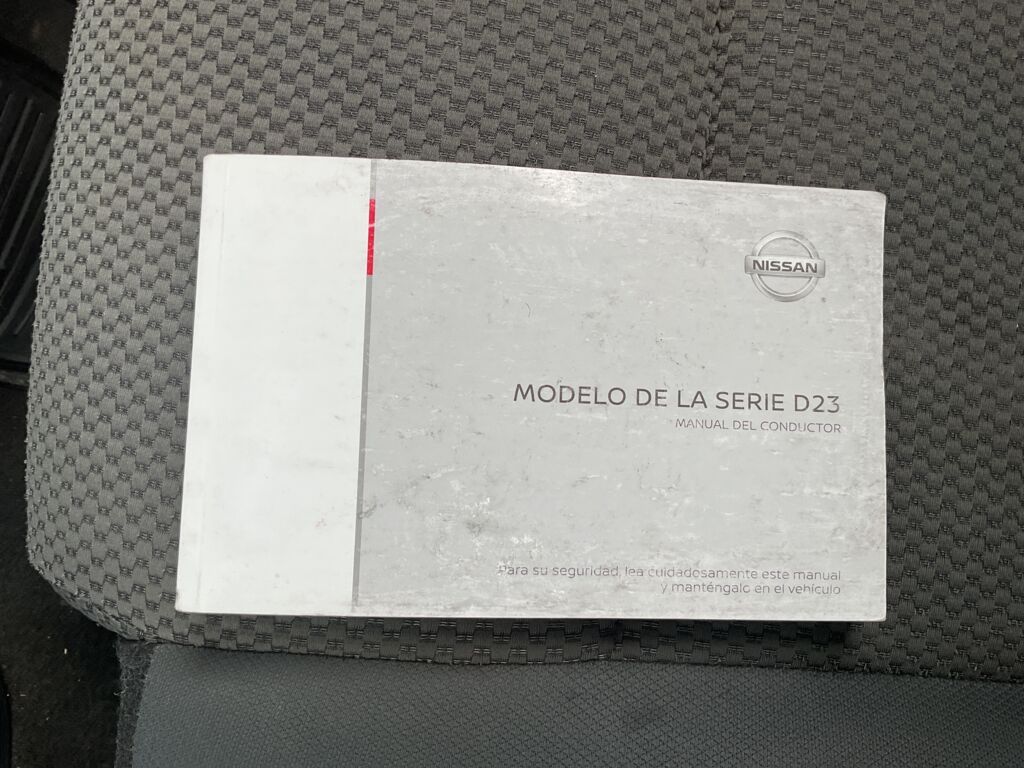 NISSAN
MODELO DE LA SERIE D23
MANUAL DEL CONDUCTOR
Para su seguridad, lea cuidadosamente este manual
y manténgalo en el vehículo